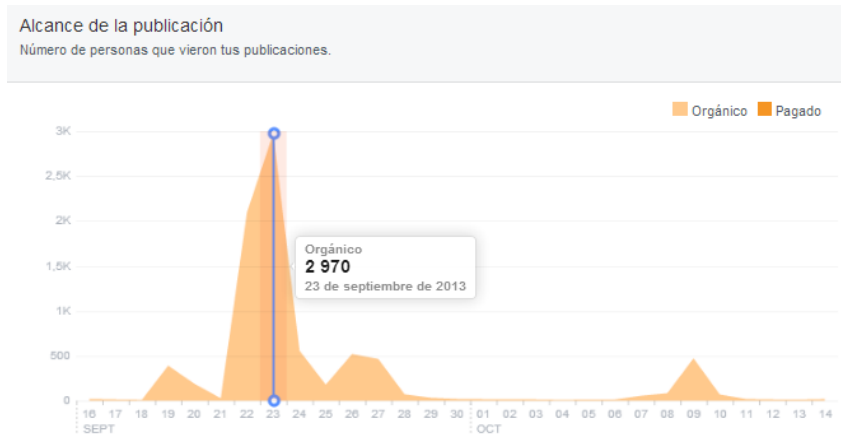 Alcance de la publicación
Número de personas que vieron tus publicaciones.
Orgánico Pagado
3K
2,5K
2K
Orgánico
2 970
23 de septiembre de 2013
1,5K
1K
500
0
16 17 18 19 20 21 22 23 24 25 26 27 28 29 30 01 02 03 04 05 06 07 08 09 10 11 12 13 14
SEPT OCT